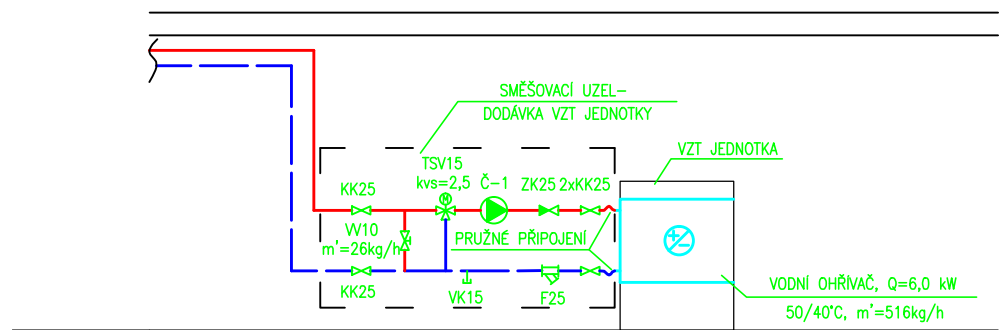 SMĚŠOVACÍ UZEL-
DODÁVKA VZT JEDNOTKY
VZT JEDNOTKA
TSV15
kvs=2,5
Č-1
ZK25
2xKK25
KK25
VV10
m'=26kg/h
M
PRUŽNÉ PŘIPOJENÍ
KK25
VK15
F25
VODNÍ OHŘÍVAČ, Q=6,0 kW
50/40°C, m'=516kg/h